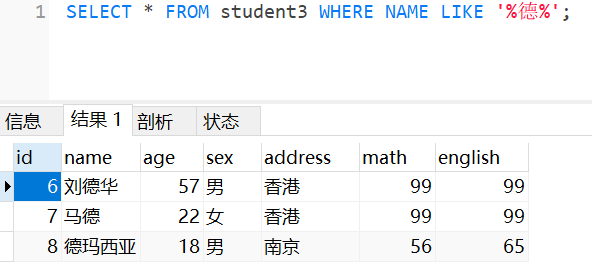 1 SELECT * FROM student3 WHERE NAME LIKE '%德%';
信息 结果 1 剖析 状态
id name age sex address math english
6 刘德华 57 男 香港 99 99
7 马德 22 女 香港 99 99
8 德玛西亚 18 男 南京 56 65